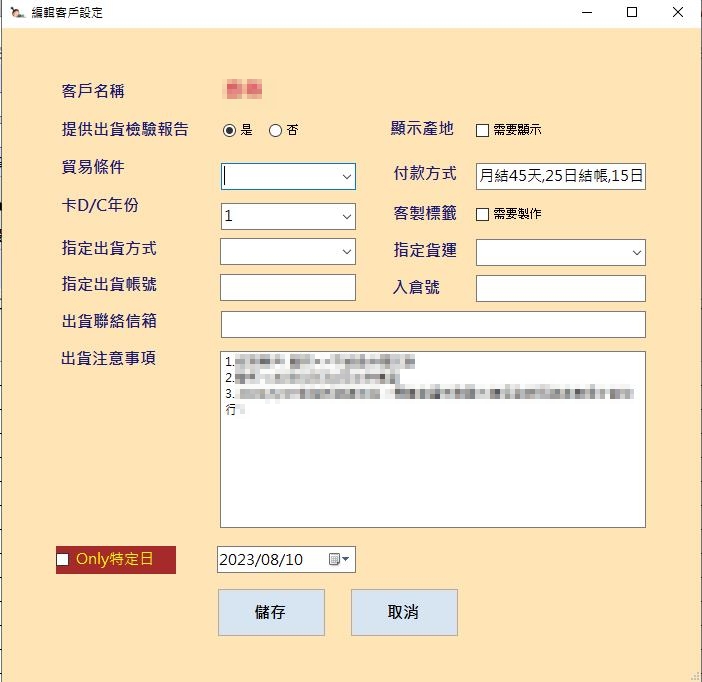 編輯客戶設定
客戶名稱
提供出貨檢驗報告 是 否 顯示產地 需要顯示
貿易條件 付款方式 月結45天,25日結帳,15日
卡D/C年份 1 客製標籤 需要製作
指定出貨方式 指定貨運
指定出貨帳號 入倉號
出貨聯絡信箱
出貨注意事項 1.
2.
3.
行
Only特定日 2023/08/10
儲存 取消